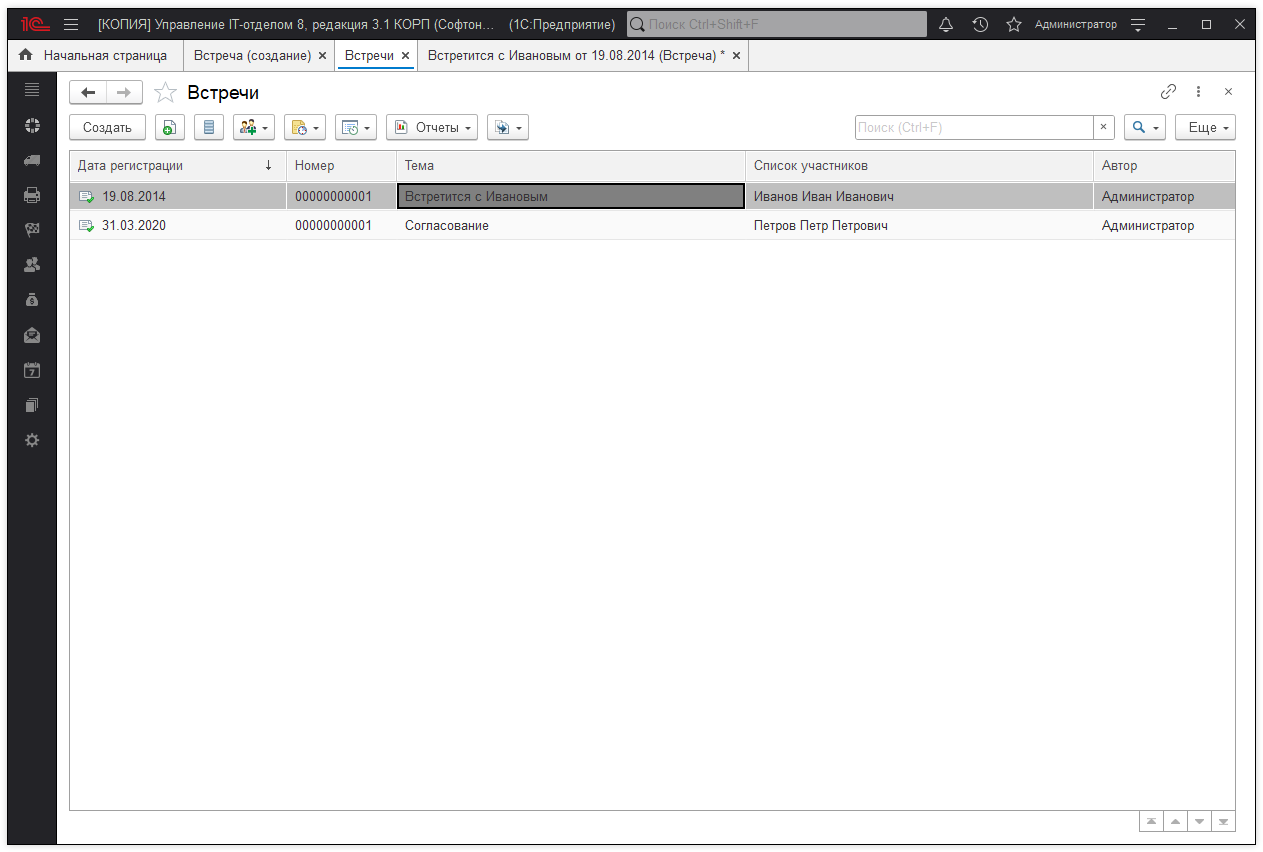 1С [КОПИЯ] Управление IT-отделом 8, редакция 3.1 КОРП (Софтон... (1С:Предприятие) Поиск Ctrl+Shift+F Администратор
Начальная страница Встреча (создание) × Встречи × Встретится с Ивановым от 19.08.2014 (Встреча) * ×
Встречи
Создать Отчеты Поиск (Ctrl+F) × Еще
Дата регистрации ↓ Номер Тема Список участников Автор
19.08.2014 00000000001 Встретится с Ивановым Иванов Иван Иванович Администратор
31.03.2020 00000000001 Согласование Петров Петр Петрович Администратор
7